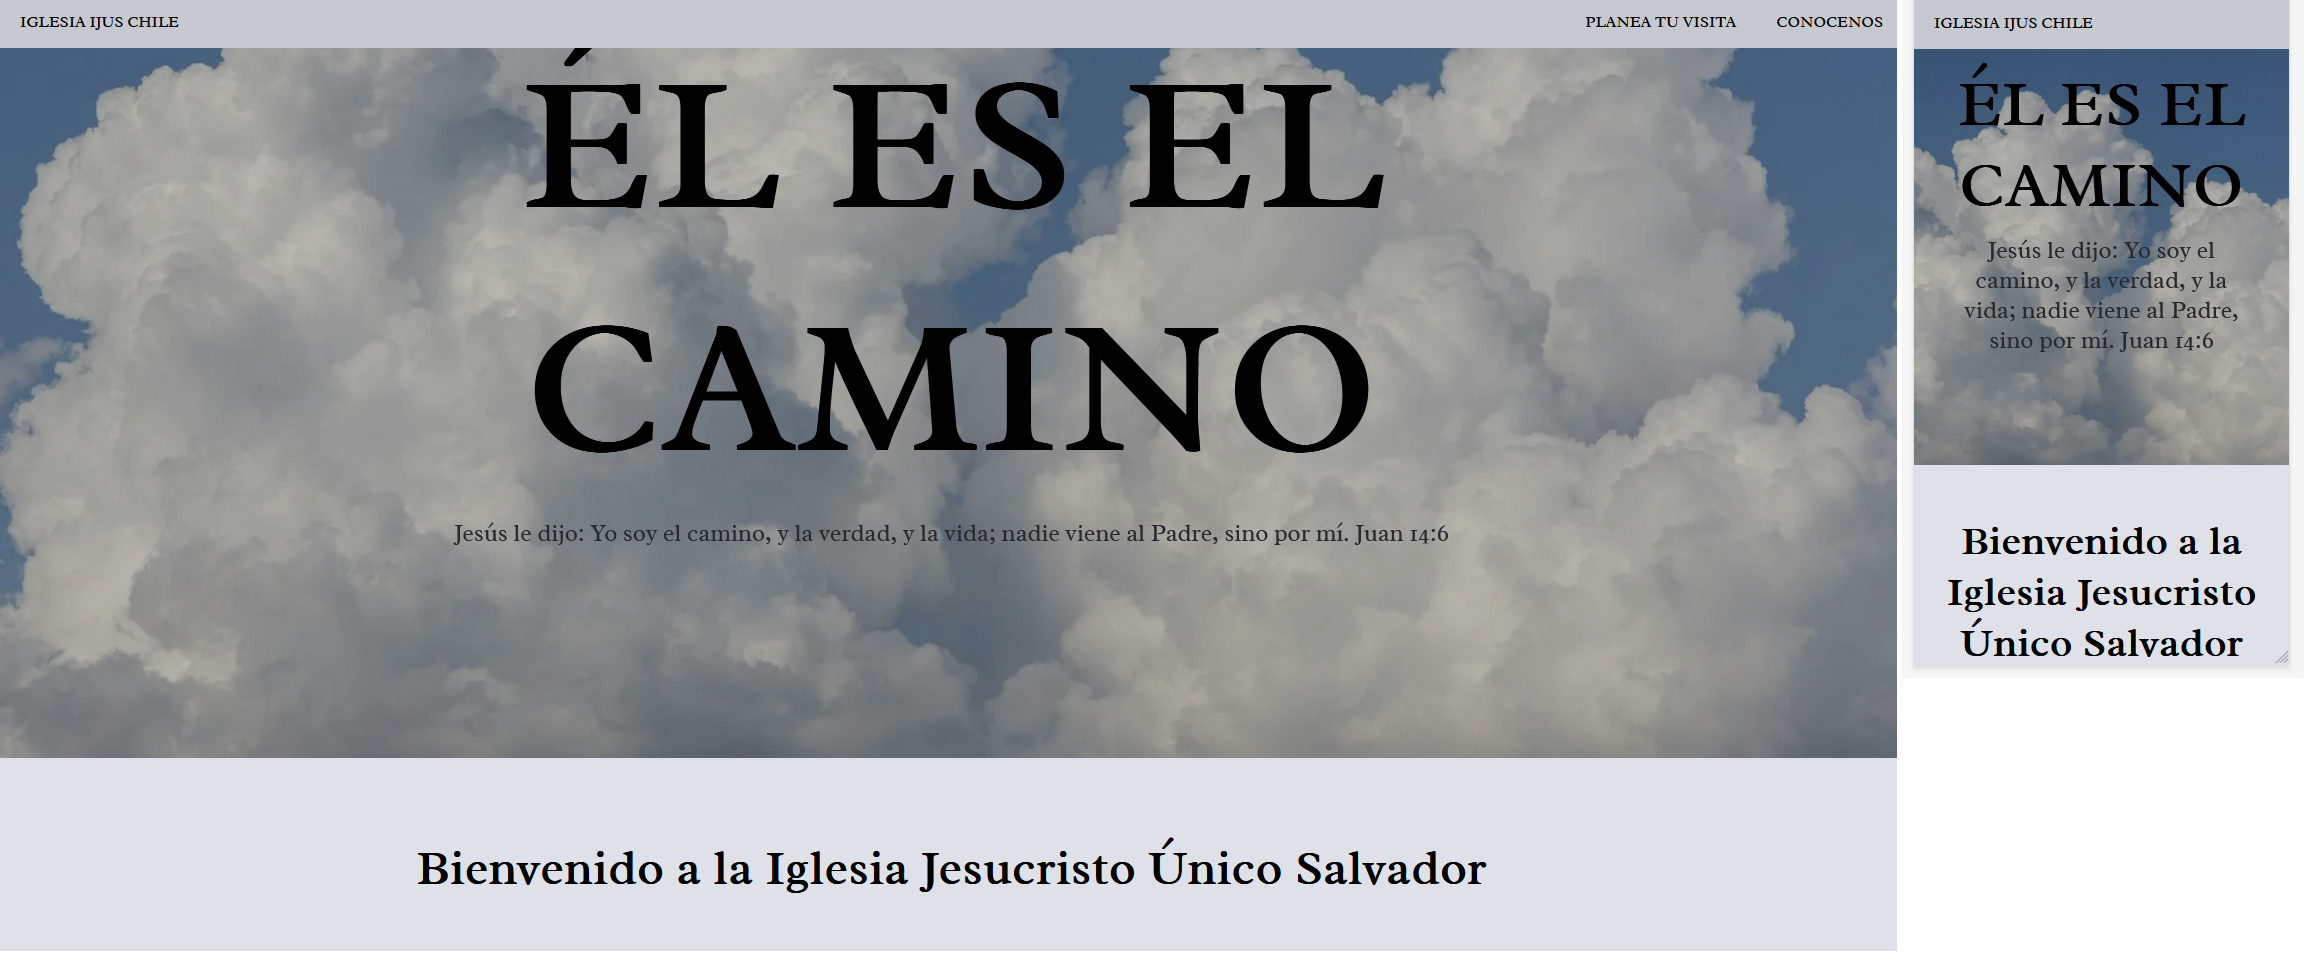 IGLESIA IJUS CHILE
PLANEA TU VISITA
CONOCENOS
ÉL ES EL
CAMINO
Jesús le dijo: Yo soy el camino, y la verdad, y la vida; nadie viene al Padre, sino por mí. Juan 14:6
Bienvenido a la Iglesia Jesucristo Único Salvador
IGLESIA IJUS CHILE
ÉL ES EL
CAMINO
Jesús le dijo: Yo soy el
camino, y la verdad, y la
vida; nadie viene al Padre,
sino por mí. Juan 14:6
Bienvenido a la
Iglesia Jesucristo
Único Salvador